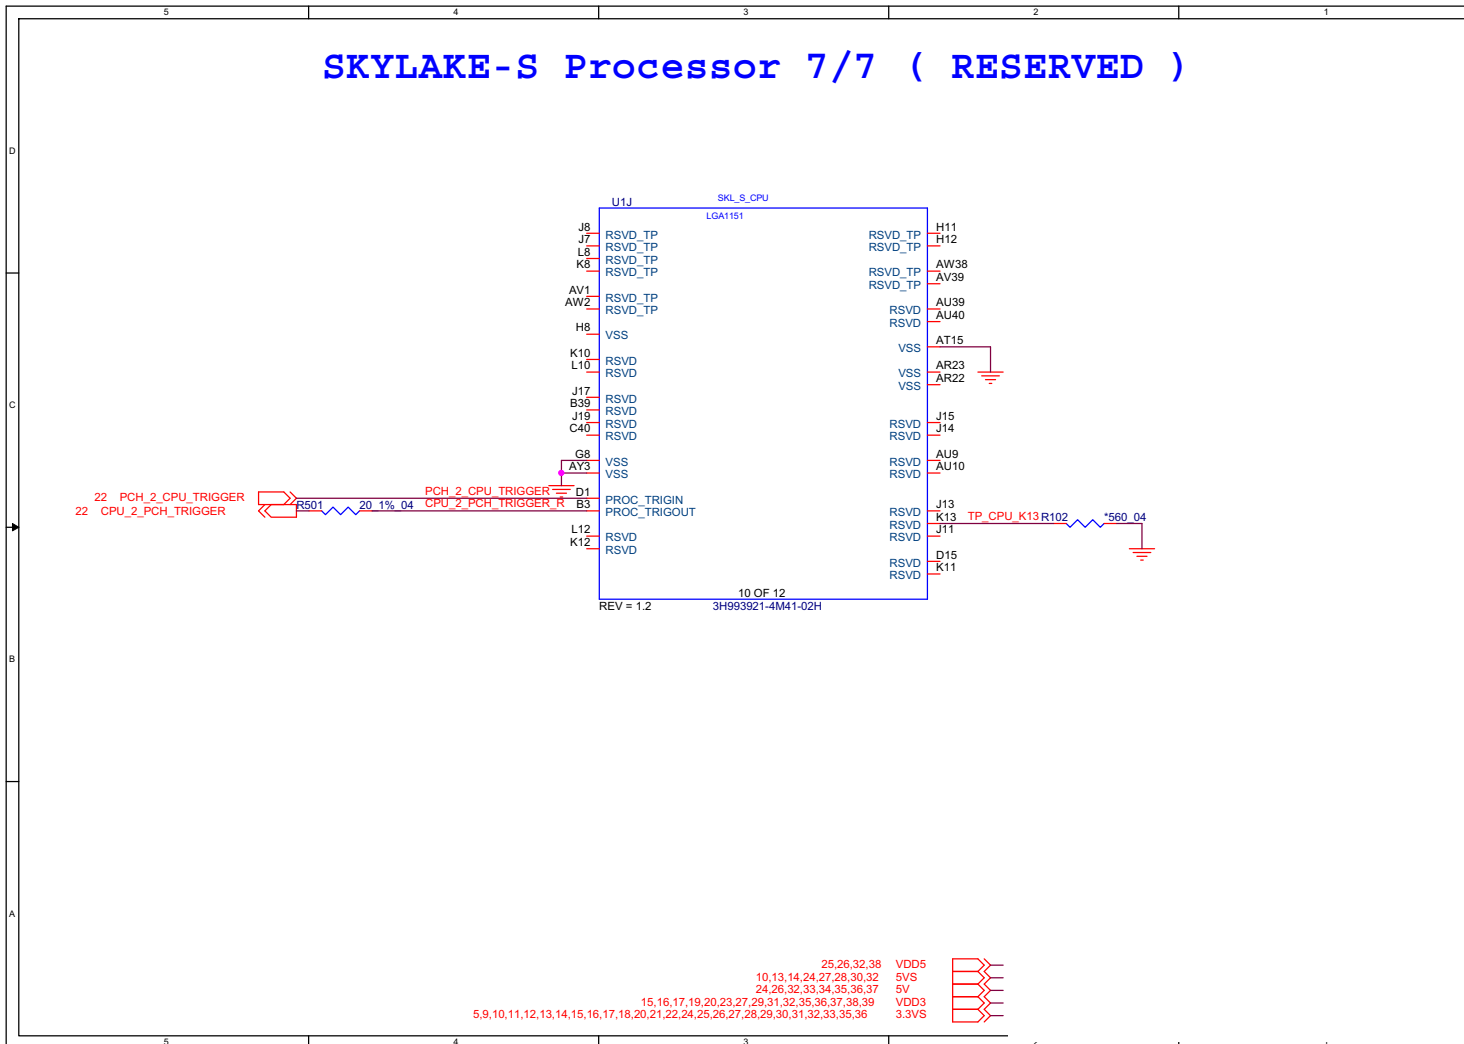 5 4 3 2 1
SKYLAKE-S Processor 7/7 ( RESERVED )
D
U1J SKL_S_CPU
LGA1151
J8 RSVD_TP RSVD_TP H11
J7 RSVD_TP RSVD_TP H12
L8 RSVD_TP
K8 RSVD_TP RSVD_TP AW38
RSVD_TP AV39
AV1 RSVD_TP
AW2 RSVD_TP RSVD AU39
RSVD AU40
H8 VSS
VSS AT15
K10 RSVD
L10 RSVD VSS AR23
VSS AR22
J17 RSVD
C
B39 RSVD
J19 RSVD RSVD J15
C40 RSVD RSVD J14
G8 VSS RSVD AU9
AY3 VSS RSVD AU10
22 PCH_2_CPU_TRIGGER PCH_2_CPU_TRIGGER D1 PROC_TRIGIN
22 CPU_2_PCH_TRIGGER R501 20_1%_04 CPU_2_PCH_TRIGGER_R B3 PROC_TRIGOUT RSVD J13
RSVD K13 TP_CPU_K13 R102 *560_04
L12 RSVD RSVD J11
K12 RSVD
RSVD D15
RSVD K11
10 OF 12
REV = 1.2 3H993921-4M41-02H
B
A
25,26,32,38 VDD5
10,13,14,24,27,28,30,32 5VS
24,26,32,33,34,35,36,37 5V
15,16,17,19,20,23,27,29,31,32,35,36,37,38,39 VDD3
5,9,10,11,12,13,14,15,16,17,18,20,21,22,24,25,26,27,28,29,30,31,32,33,35,36 3.3VS
5 4 3